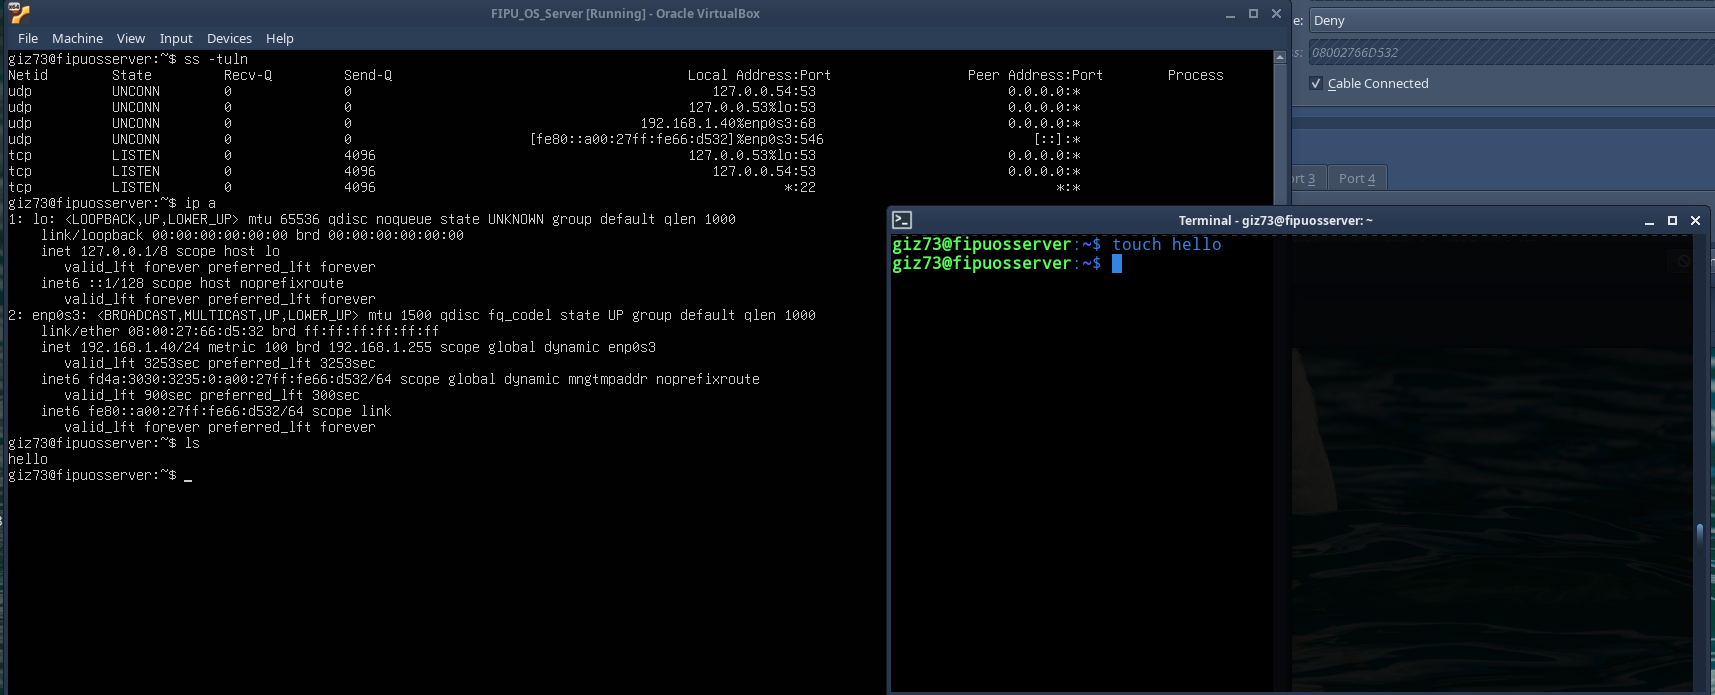 FIPU_OS_Server [Running] - Oracle VirtualBox
File Machine View Input Devices Help
giz73@fipuosserver:~$ ss -tuln
Netid State Recv-Q Send-Q Local Address:Port Peer Address:Port Process
udp UNCONN 0 0 127.0.0.54:53 0.0.0.0:*
udp UNCONN 0 0 127.0.0.53%lo:53 0.0.0.0:*
udp UNCONN 0 0 192.168.1.40%enp0s3:68 0.0.0.0:*
udp UNCONN 0 0 [fe80::a00:27ff:fe66:d532]%enp0s3:546 [::]:*
tcp LISTEN 0 4096 127.0.0.53%lo:53 0.0.0.0:*
tcp LISTEN 0 4096 127.0.0.54:53 0.0.0.0:*
tcp LISTEN 0 4096 *:22 *:*
giz73@fipuosserver:~$ ip a
1: lo: <LOOPBACK,UP,LOWER_UP> mtu 65536 qdisc noqueue state UNKNOWN group default qlen 1000
link/loopback 00:00:00:00:00:00 brd 00:00:00:00:00:00
inet 127.0.0.1/8 scope host lo
valid_lft forever preferred_lft forever
inet6 ::1/128 scope host noprefixroute
valid_lft forever preferred_lft forever
2: enp0s3: <BROADCAST,MULTICAST,UP,LOWER_UP> mtu 1500 qdisc fq_codel state UP group default qlen 1000
link/ether 08:00:27:66:d5:32 brd ff:ff:ff:ff:ff:ff
inet 192.168.1.40/24 metric 100 brd 192.168.1.255 scope global dynamic enp0s3
valid_lft 3253sec preferred_lft 3253sec
inet6 fd4a:3030:3235:0:a00:27ff:fe66:d532/64 scope global dynamic mngtmpaddr noprefixroute
valid_lft 900sec preferred_lft 300sec
inet6 fe80::a00:27ff:fe66:d532/64 scope link
valid_lft forever preferred_lft forever
giz73@fipuosserver:~$ ls
hello
giz73@fipuosserver:~$ _
e: Deny
s: 08002766D532
Cable Connected
ort 3 Port 4
Terminal - giz73@fipuosserver: ~
giz73@fipuosserver:~$ touch hello
giz73@fipuosserver:~$